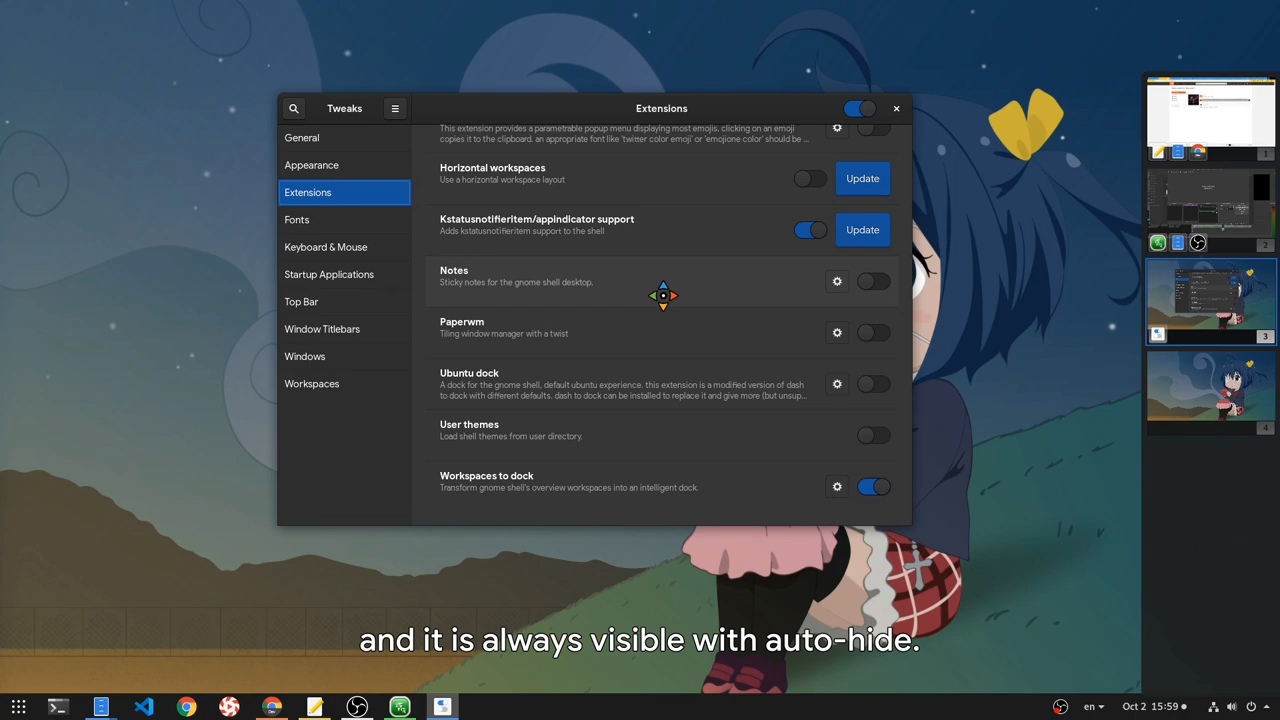 Tweaks
Extensions
General
Appearance
Extensions
Fonts
Keyboard & Mouse
Startup Applications
Top Bar
Window Titlebars
Windows
Workspaces
This extension provides a parametrable popup menu displaying most emojis, clicking on an emoji
copies it to the clipboard. an appropriate font like 'twitter color emoji' or 'emojione color' should be ...
Horizontal workspaces
Use a horizontal workspace layout
Update
Kstatusnotifieritem/appindicator support
Adds kstatusnotifieritem support to the shell
Update
Notes
Sticky notes for the gnome shell desktop.
Paperwm
Tiling window manager with a twist
Ubuntu dock
A dock for the gnome shell, default ubuntu experience. this extension is a modified version of dash
to dock with different defaults. dash to dock can be installed to replace it and give more (but unsup...
User themes
Load shell themes from user directory.
Workspaces to dock
Transform gnome shell's overview workspaces into an intelligent dock.
1
2
3
4
and it is always visible with auto-hide.
en
Oct 2 15:59